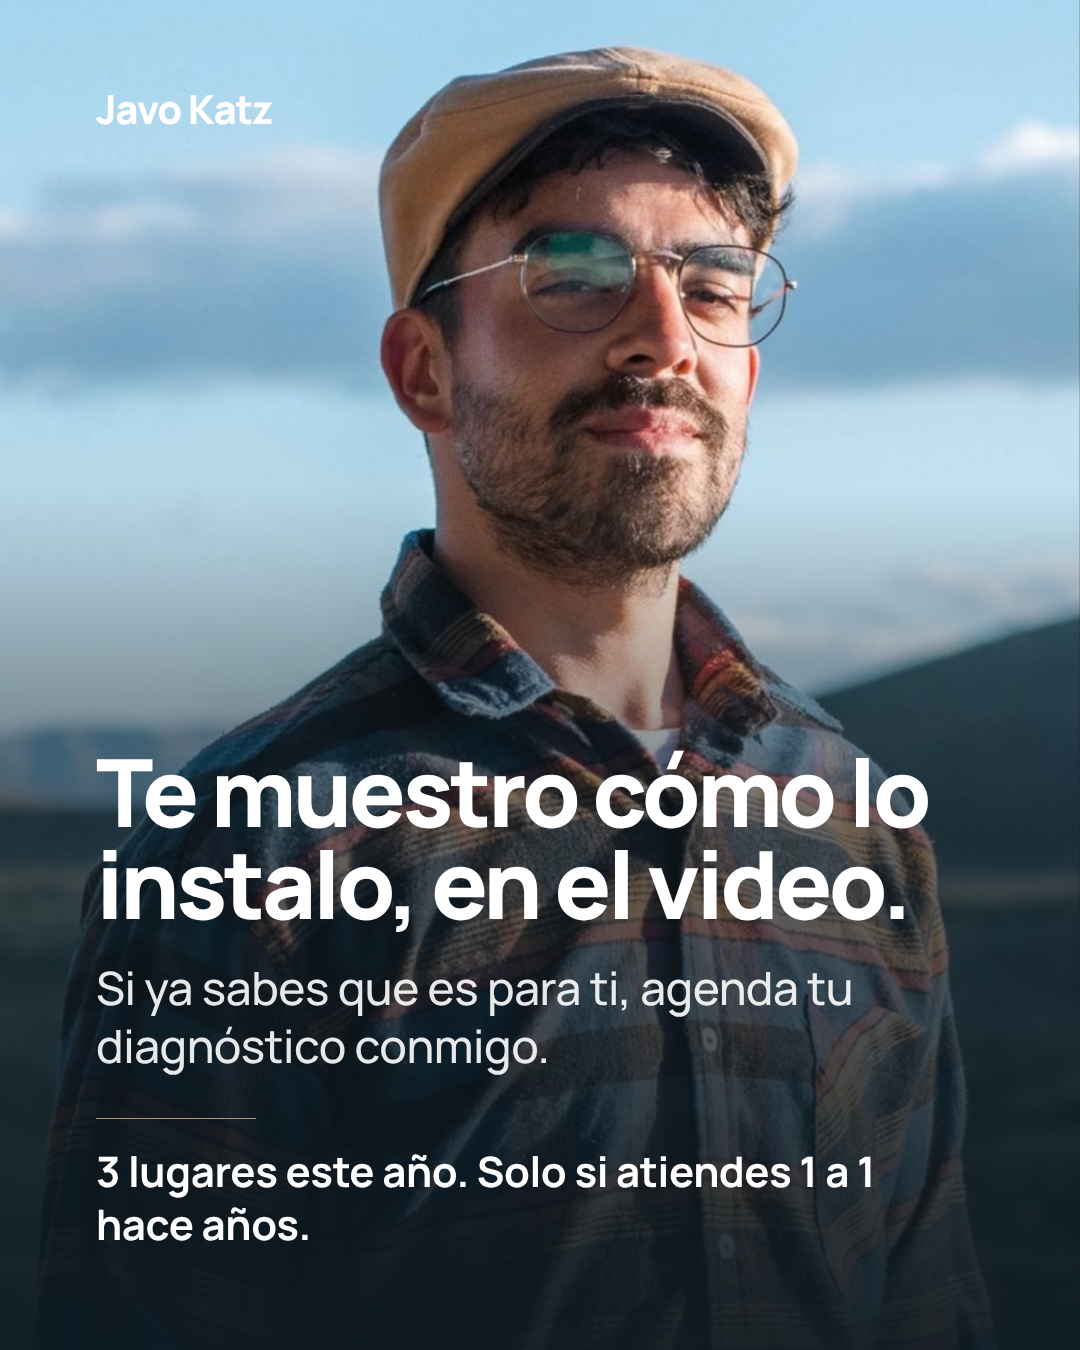 Javo Katz
Te muestro cómo lo
instalo, en el video.
Si ya sabes que es para ti, agenda tu
diagnóstico conmigo.
3 lugares este año. Solo si atiendes 1 a 1
hace años.